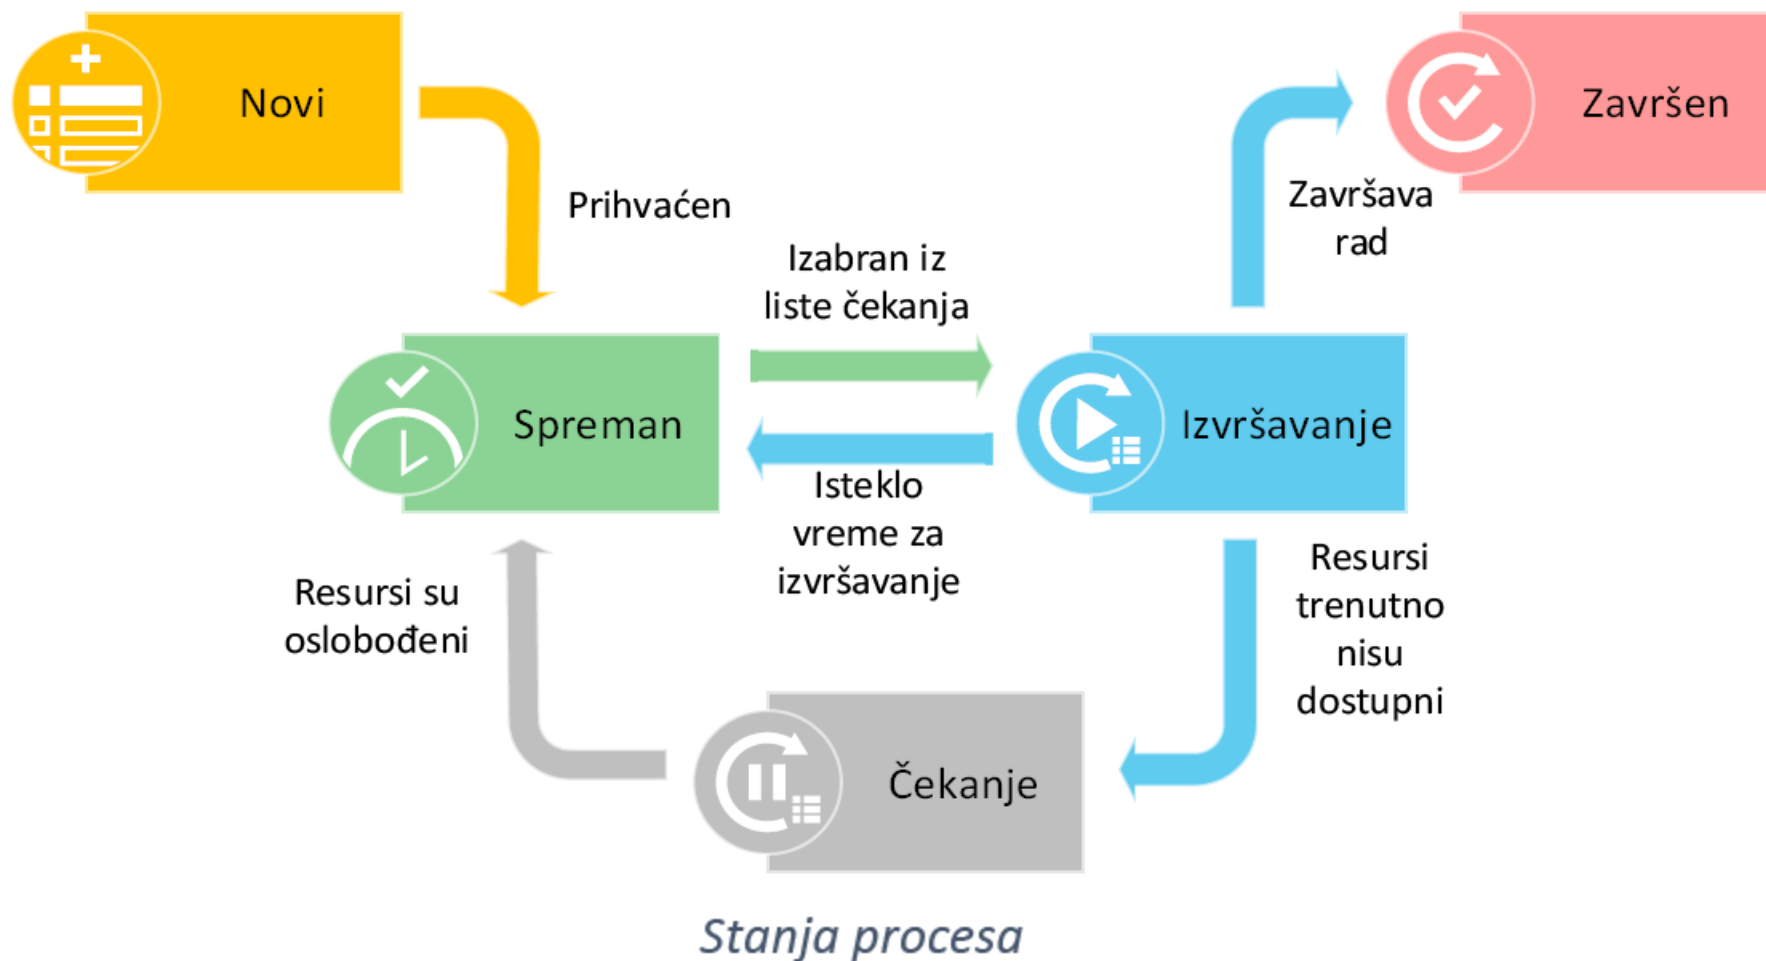 Novi
Završen
Prihvaćen
Završava
rad
Izabran iz
liste čekanja
Spreman
Izvršavanje
Isteklo
vreme za
izvršavanje
Resursi su
oslobođeni
Resursi
trenutno
nisu
dostupni
Čekanje
Stanja procesa